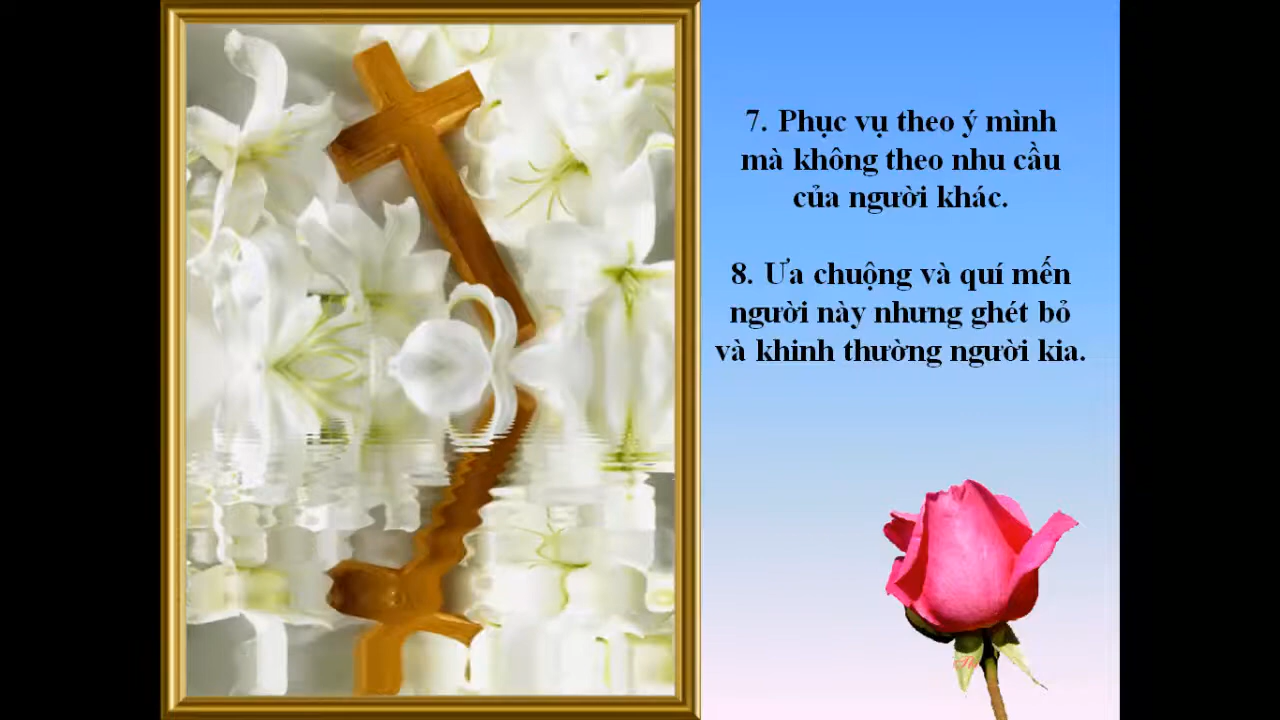 7. Phục vụ theo ý mình
mà không theo nhu cầu
của người khác.
8. Ưa chuộng và quí mến
người này nhưng ghét bỏ
và khinh thường người kia.